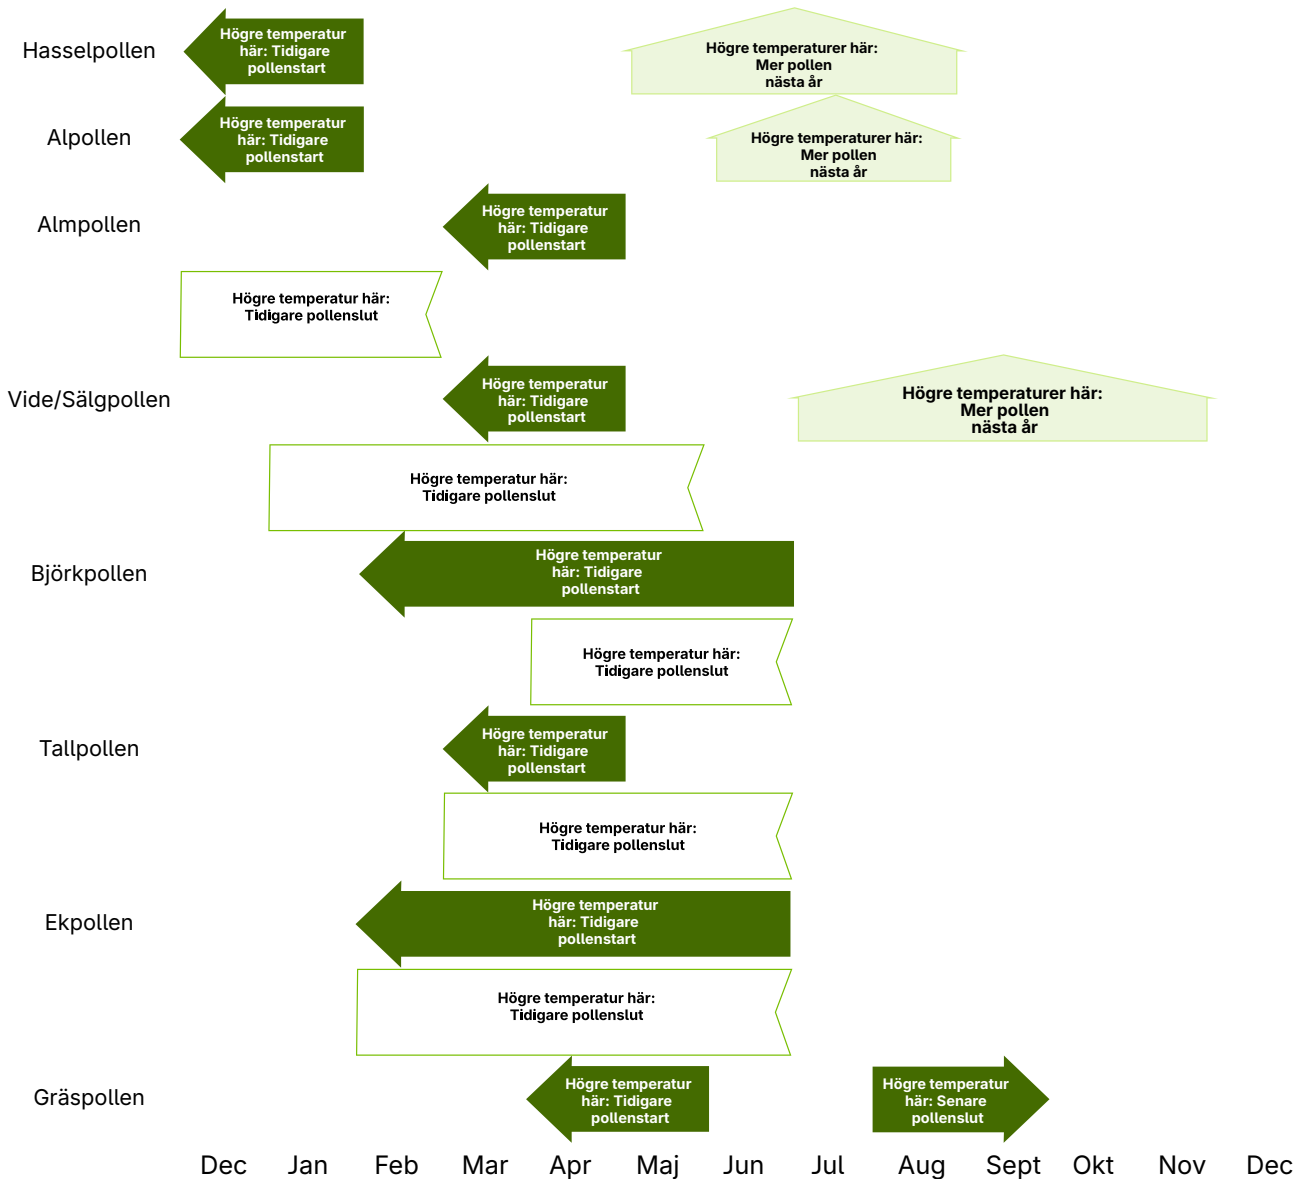 Hasselpollen
Högre temperatur
här: Tidigare
pollenstart
Högre temperaturer här:
Mer pollen
nästa år
Alpollen
Högre temperatur
här: Tidigare
pollenstart
Högre temperaturer här:
Mer pollen
nästa år
Almpollen
Högre temperatur
här: Tidigare
pollenstart
Högre temperatur här:
Tidigare pollenslut
Vide/Sälgpollen
Högre temperatur
här: Tidigare
pollenstart
Högre temperaturer här:
Mer pollen
nästa år
Högre temperatur här:
Tidigare pollenslut
Björkpollen
Högre temperatur
här: Tidigare
pollenstart
Högre temperatur här:
Tidigare pollenslut
Tallpollen
Högre temperatur
här: Tidigare
pollenstart
Högre temperatur här:
Tidigare pollenslut
Ekpollen
Högre temperatur
här: Tidigare
pollenstart
Högre temperatur här:
Tidigare pollenslut
Gräspollen
Högre temperatur
här: Tidigare
pollenstart
Högre temperatur
här: Senare
pollenslut
Dec Jan Feb Mar Apr Maj Jun Jul Aug Sept Okt Nov Dec